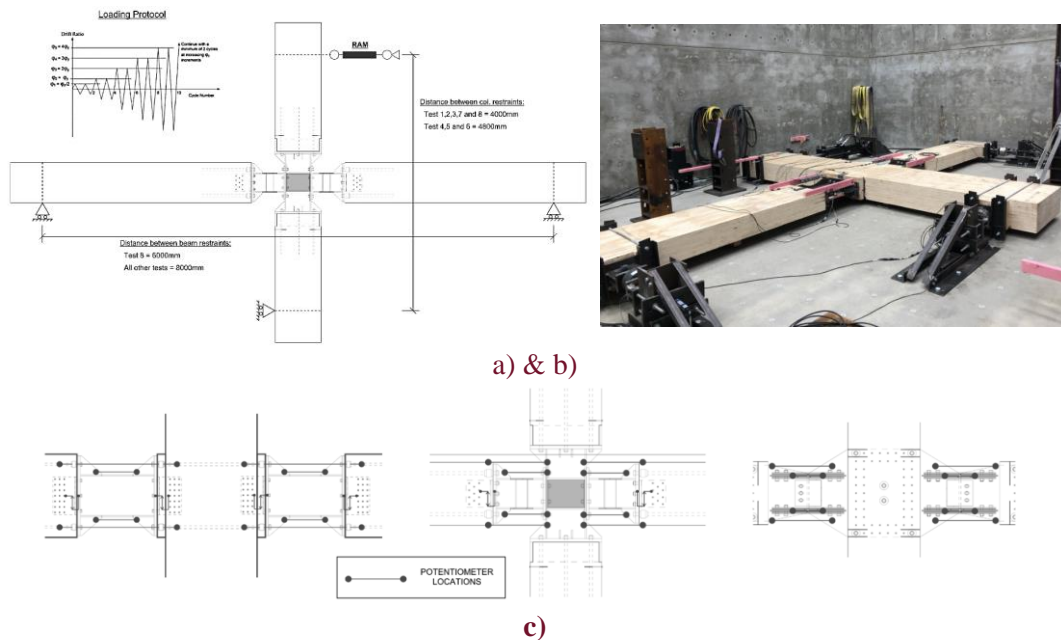 Loading Protocol
Drift Ratio
Continue with a
minimum of 2 cycles
at increasing
increments
Cycle Number
RAM
Distance between col. restraints:
Test 1,2,3,7 and 8 = 4000mm
Test 4,5 and 6 = 4800mm
Distance between beam restraints:
Test 5 = 6000mm
All other tests = 8000mm
a) & b)
POTENTIOMETER
LOCATIONS
c)